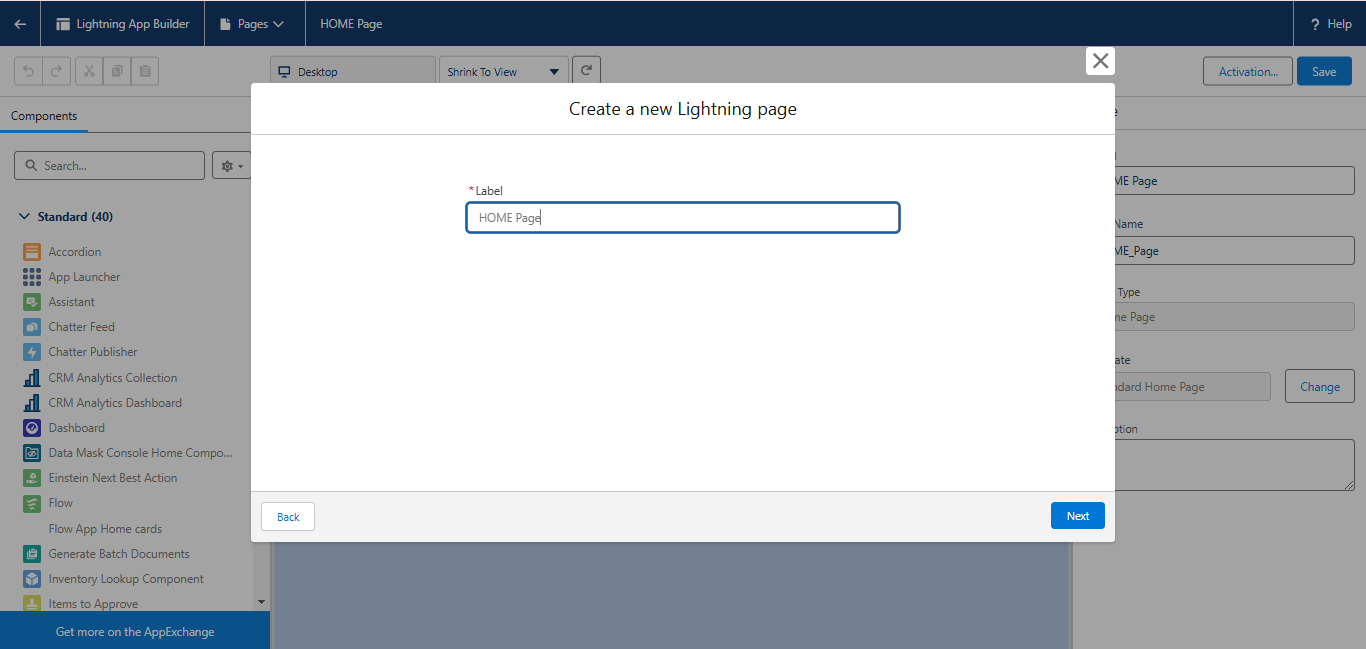 Lightning App Builder
Pages
HOME Page
? Help
Desktop
Shrink To View
Activation...
Save
Components
Search...
Standard (40)
Accordion
App Launcher
Assistant
Chatter Feed
Chatter Publisher
CRM Analytics Collection
CRM Analytics Dashboard
Dashboard
Data Mask Console Home Compo...
Einstein Next Best Action
Flow
Flow App Home cards
Generate Batch Documents
Inventory Lookup Component
Items to Approve
Get more on the AppExchange
Create a new Lightning page
*Label
HOME Page
Back
Next
ME Page
Name
ME_Page
Type
me Page
ate
ndard Home Page
Change
ption